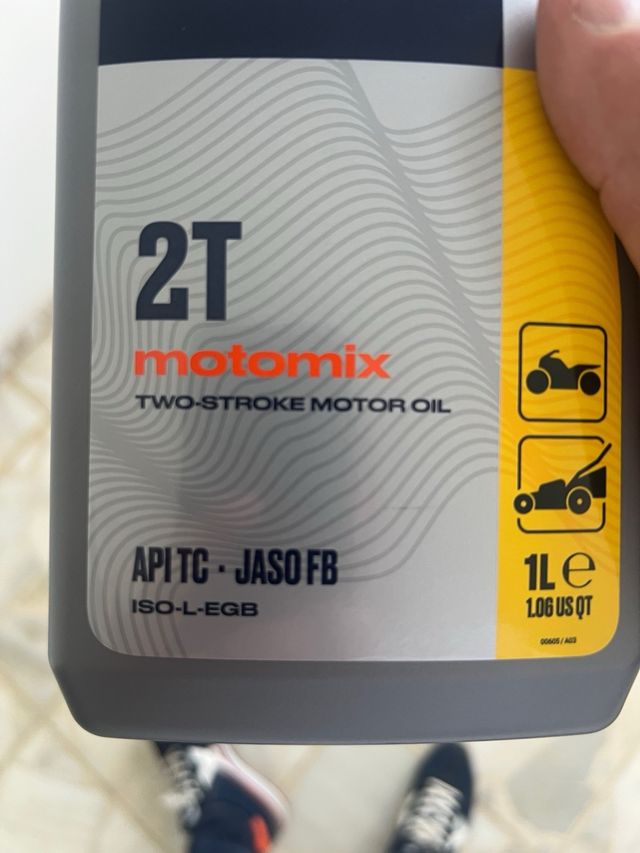 2T
motomix
TWO-STROKE MOTOR OIL
API TC · JASO FB
ISO-L-EGB
1L e
1.06 US QT
00605 / A03